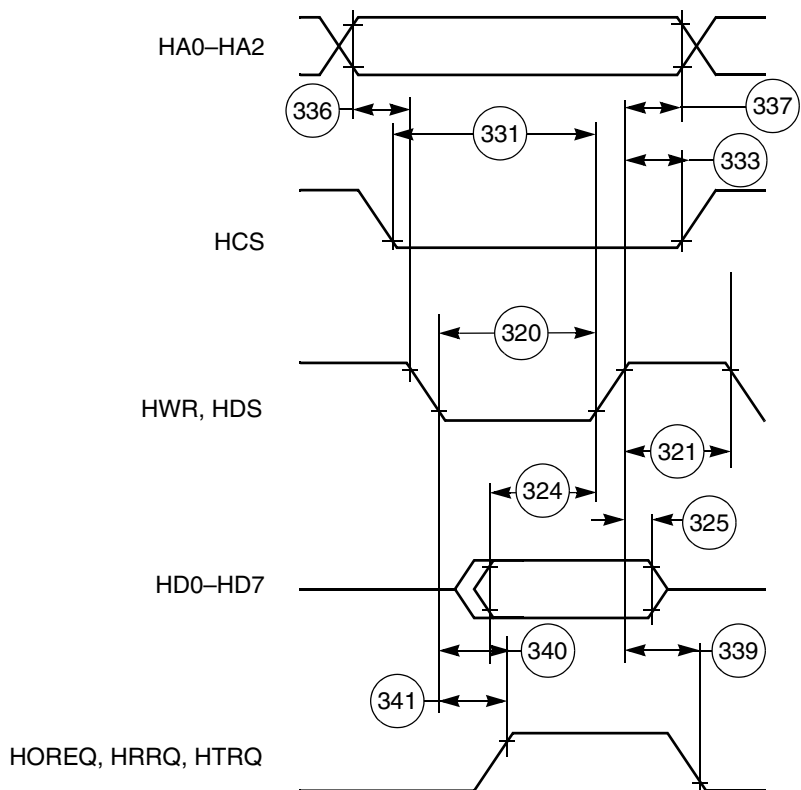 HA0–HA2
336
337
331
333
HCS
320
HWR, HDS
321
324
325
HD0–HD7
340
339
341
HOREQ, HRRQ, HTRQ